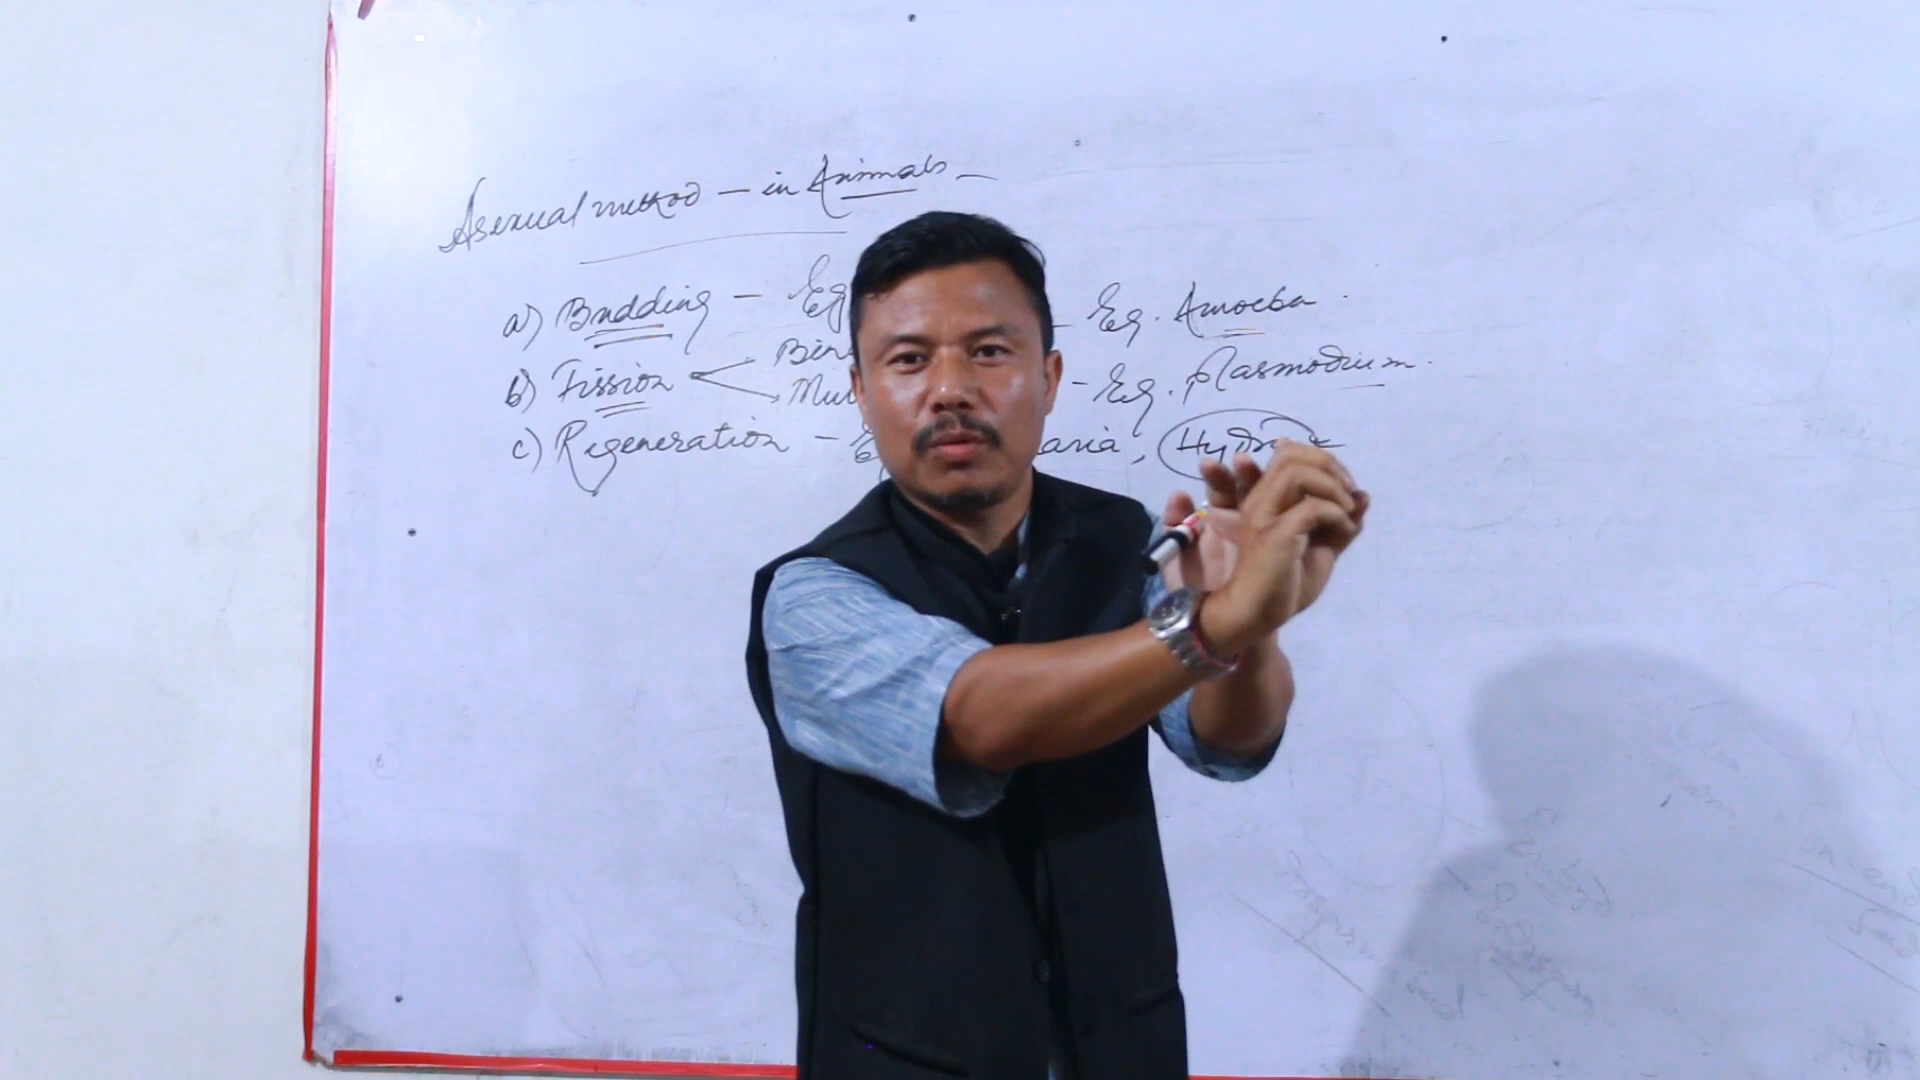 Asexual method - in Animals -
a) Budding - Eg
b) Fission - Eg. Amoeba.
- Eg. Plasmodium.
c) Regeneration - Hydra